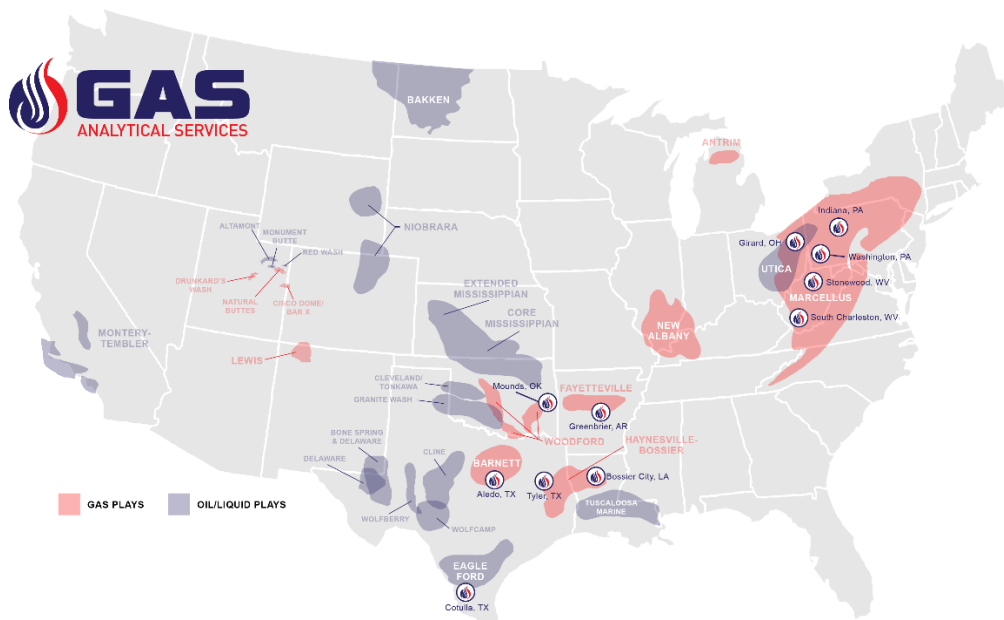 GAS
ANALYTICAL SERVICES
BAKKEN
ANTRIM
NIOBRARA
ALTAMONT
MONUMENT
BUTTE
RED WASH
DRUNKARD'S
WASH
NATURAL
BUTTES
CISCO DOME/
BAR X
MONTERY-
TEMBLER
LEWIS
EXTENDED
MISSISSIPPIAN
CORE
MISSISSIPPIAN
CLEVELAND/
TONKAWA
GRANITE WASH
Mounds, OK
WOODFORD
FAYETTEVILLE
Greenbrier, AR
NEW
ALBANY
Indiana, PA
Girard, OH
Washington, PA
UTICA
Stonewood, WV
MARCELLUS
South Charleston, WV
HAYNESVILLE-
BOSSIER
BONE SPRING
& DELAWARE
DELAWARE
CLINE
BARNETT
Aledo, TX
Tyler, TX
Bossier City, LA
TUSCALOOSA
MARINE
WOLFBERRY
WOLFCAMP
EAGLE
FORD
Cotulla, TX
GAS PLAYS
OIL/LIQUID PLAYS